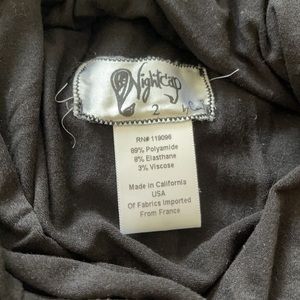 Nightcap
2
RN# 119096
89% Polyamide
8% Elasthane
3% Viscose
Made in California
USA
Of Fabrics Imported
From France